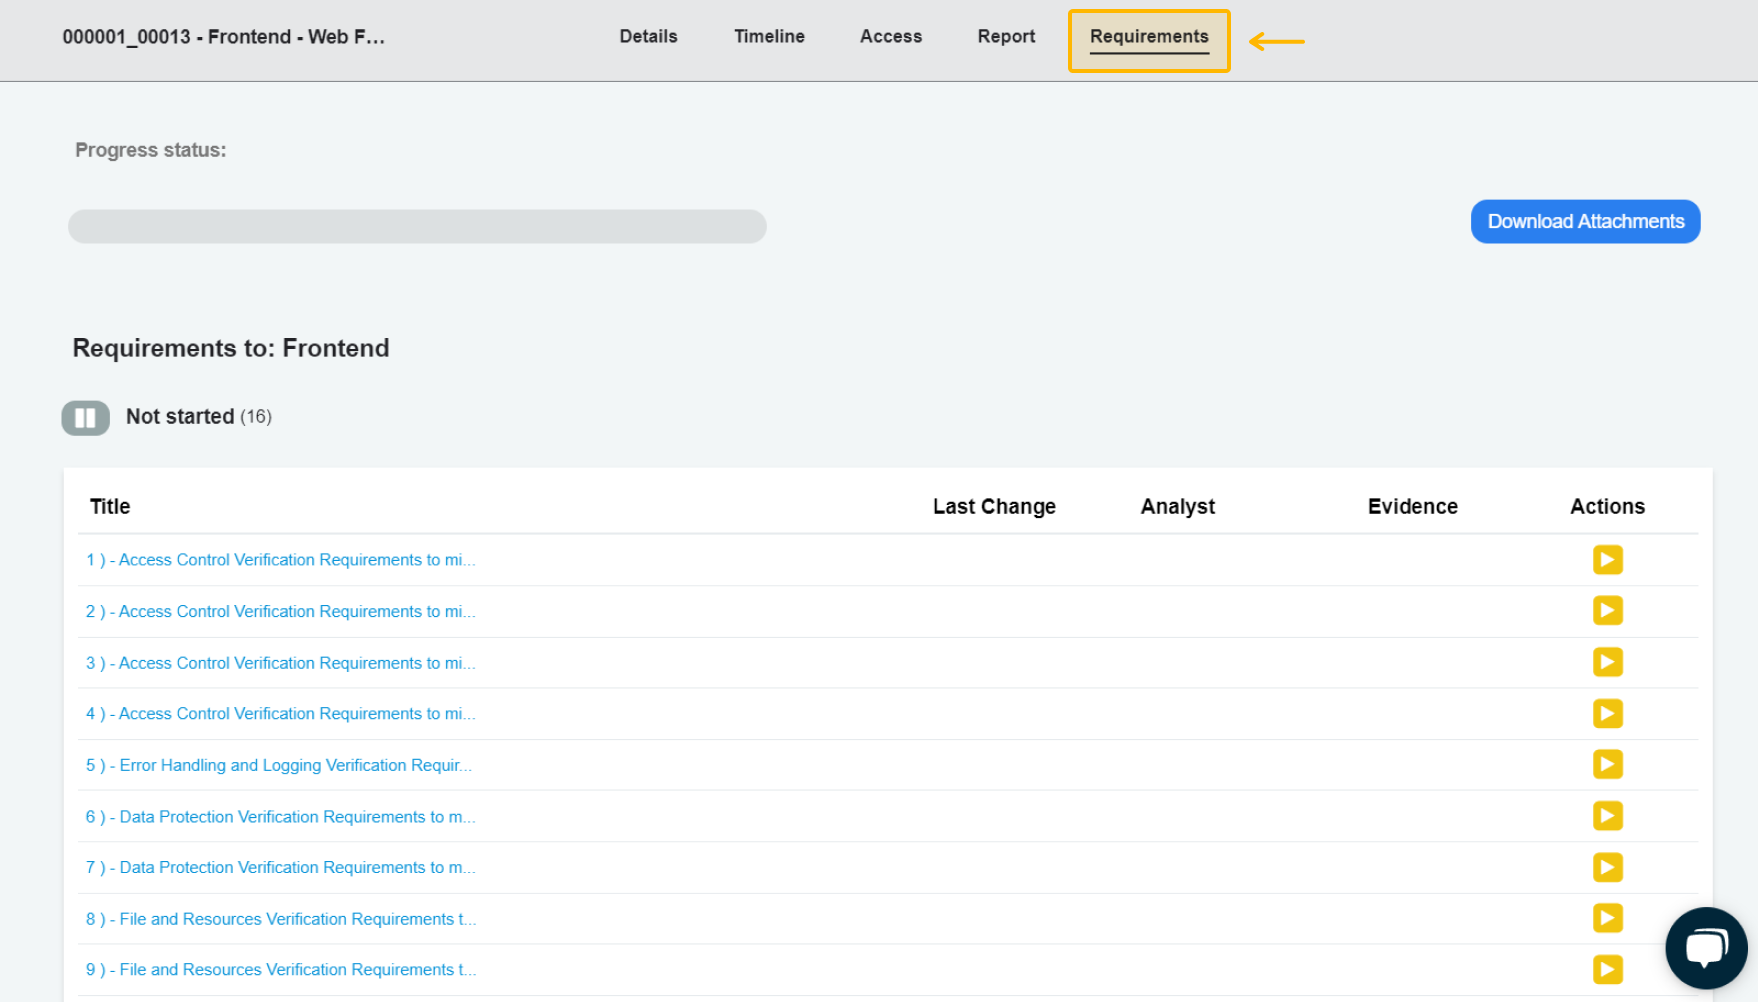 000001_00013 - Frontend - Web F...
Details Timeline Access Report Requirements
Progress status:
Download Attachments
Requirements to: Frontend
Not started (16)
Title Last Change Analyst Evidence Actions
1 ) - Access Control Verification Requirements to mi...
2 ) - Access Control Verification Requirements to mi...
3 ) - Access Control Verification Requirements to mi...
4 ) - Access Control Verification Requirements to mi...
5 ) - Error Handling and Logging Verification Requir...
6 ) - Data Protection Verification Requirements to m...
7 ) - Data Protection Verification Requirements to m...
8 ) - File and Resources Verification Requirements t...
9 ) - File and Resources Verification Requirements t...